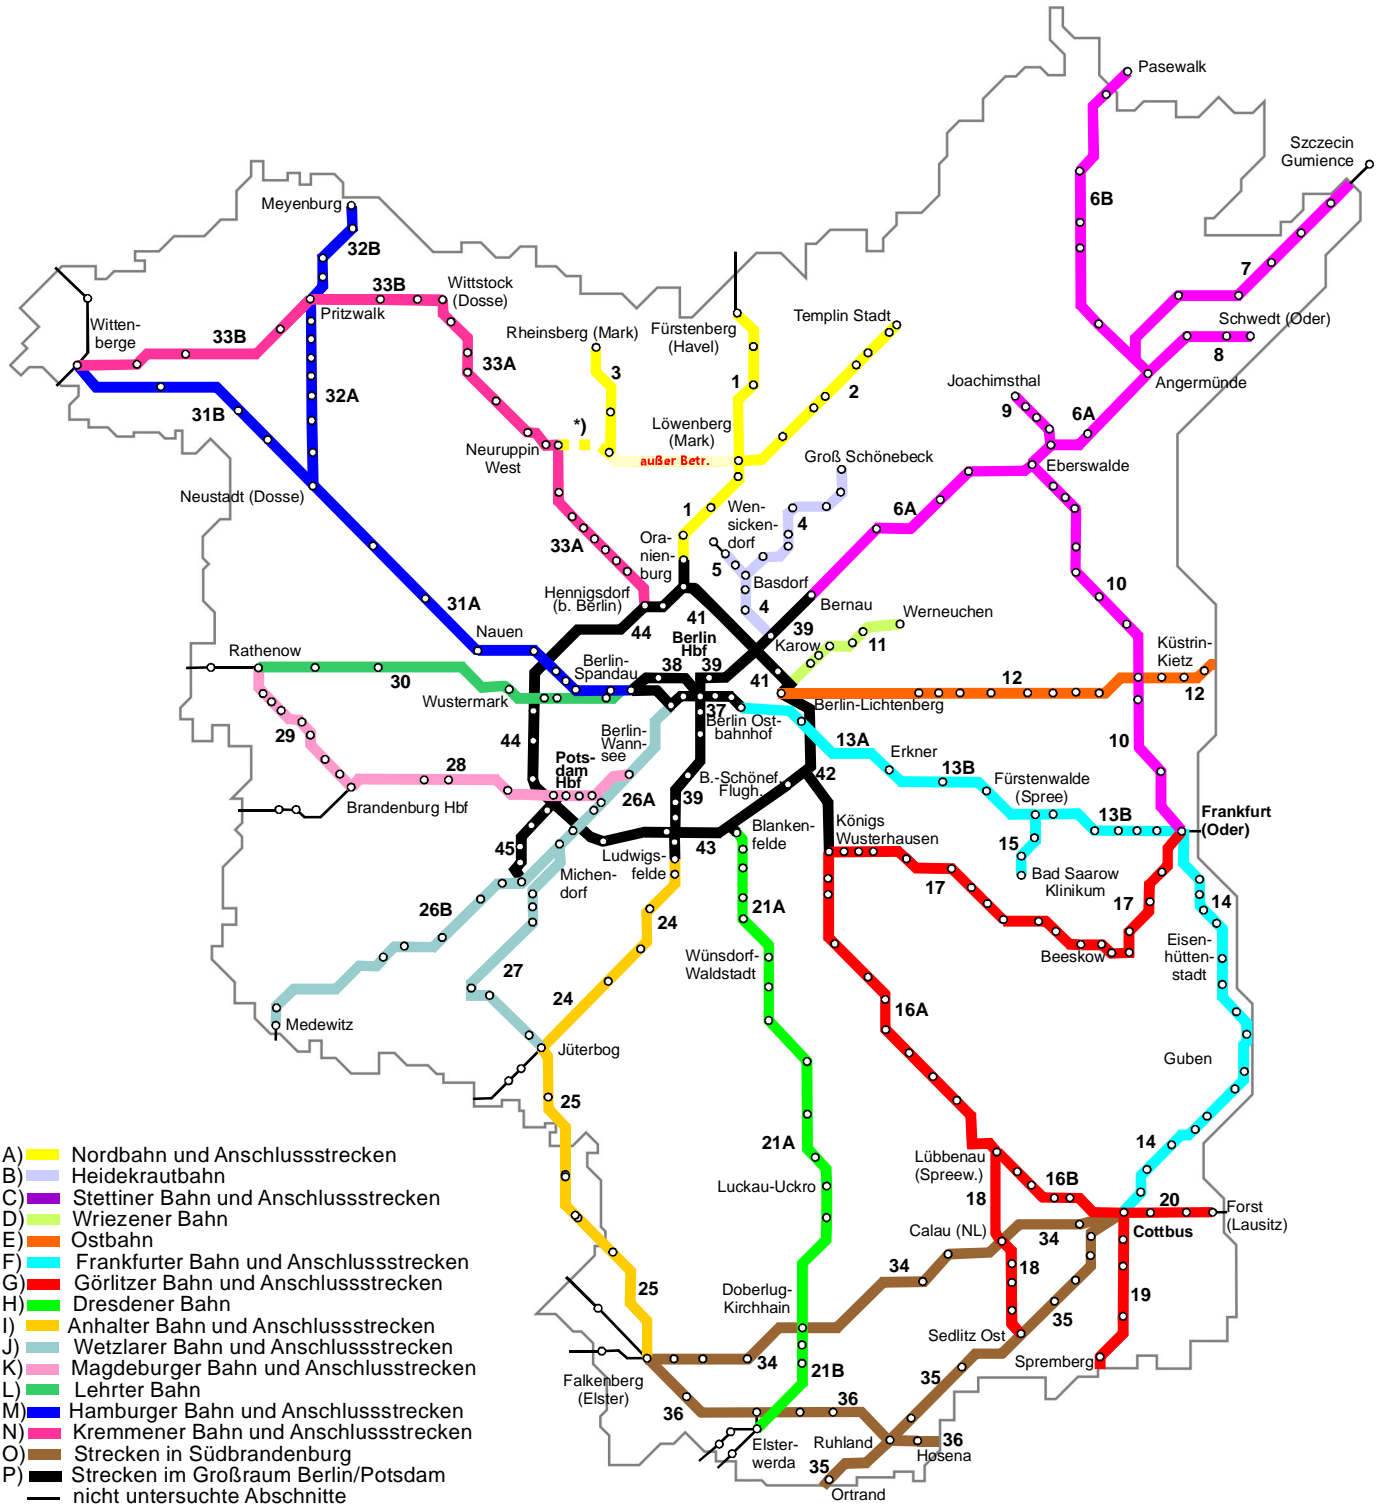 Pasewalk
Szczecin
Gumience
6B
Meyenburg
32B
7
33B
Wittstock
(Dosse)
Pritzwalk
Witten-
berge
33B
Rheinsberg (Mark)
Fürstenberg
(Havel)
Templin Stadt
Schwedt (Oder)
8
3
33A
1
2
Joachimsthal
9
Angermünde
32A
31B
6A
*)
Löwenberg
(Mark)
Neuruppin
West
außer Betr.
Groß Schönebeck
Eberswalde
Neustadt (Dosse)
1
Wen-
sicken-
dorf
4
6A
33A
Ora-
nien-
burg
5
Basdorf
10
Hennigsdorf
(b. Berlin)
31A
41
4
Bernau
Werneuchen
44
39
Nauen
Berlin
Hbf
Karow
11
Küstrin-
Kietz
Rathenow
Berlin-
Spandau
38
39
41
30
12
12
Wustermark
37
Berlin Ost-
bahnhof
Berlin-Lichtenberg
29
44
Berlin-
Wann-
see
13A
Erkner
10
28
Pots-
dam
Hbf
B.-Schönef.
Flugh.
42
13B
Fürstenwalde
(Spree)
26A
39
Brandenburg Hbf
13B
Frankfurt
(Oder)
Königs
Wusterhausen
Blanken-
felde
15
45
43
Ludwigs-
felde
Michen-
dorf
Bad Saarow
Klinikum
17
17
14
26B
21A
24
Beeskow
Eisen-
hütten-
stadt
Wünsdorf-
Waldstadt
27
24
16A
Medewitz
Jüterbog
Guben
25
21A
14
Lübbenau
(Spreew.)
16B
Luckau-Uckro
18
20
Forst
(Lausitz)
Calau (NL)
34
Cottbus
34
18
25
Doberlug-
Kirchhain
35
19
Sedlitz Ost
34
Spremberg
21B
35
Falkenberg
(Elster)
36
36
Elster-
werda
Ruhland
36
Hosena
35
Ortrand
A) Nordbahn und Anschlussstrecken
B) Heidekrautbahn
C) Stettiner Bahn und Anschlussstrecken
D) Wriezener Bahn
E) Ostbahn
F) Frankfurter Bahn und Anschlussstrecken
G) Görlitzer Bahn und Anschlussstrecken
H) Dresdener Bahn
I) Anhalter Bahn und Anschlussstrecken
J) Wetzlarer Bahn und Anschlussstrecken
K) Magdeburger Bahn und Anschlusstrecken
L) Lehrter Bahn
M) Hamburger Bahn und Anschlussstrecken
N) Kremmener Bahn und Anschlussstrecken
O) Strecken in Südbrandenburg
P) Strecken im Großraum Berlin/Potsdam
nicht untersuchte Abschnitte